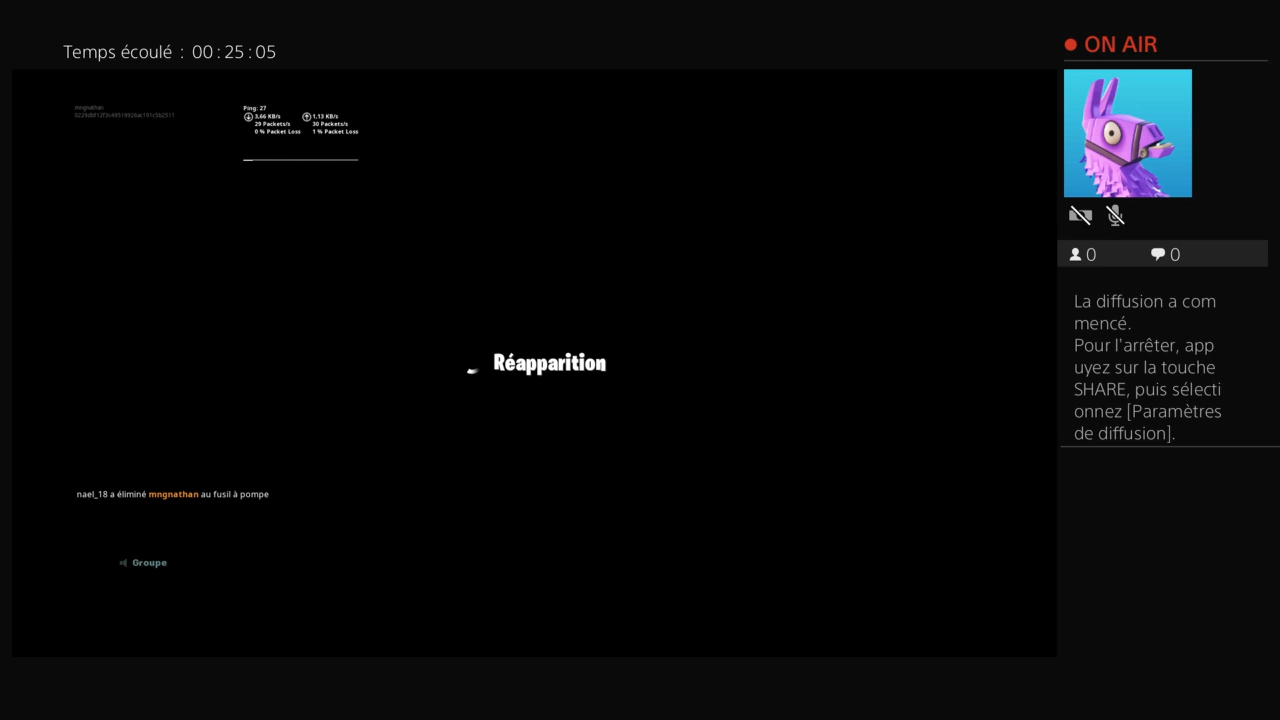 Temps écoulé : 00:25:05
ON AIR
mngnathan
Ping: 27
3,66 KB/s
1,13 KB/s
29 Packets/s
30 Packets/s
0 % Packet Loss
1 % Packet Loss
0
0
La diffusion a com
mencé.
Pour l'arrêter, app
uyez sur la touche
SHARE, puis sélecti
onnez [Paramètres
de diffusion].
Réapparition
nael_18 a éliminé mngnathan au fusil à pompe
Groupe